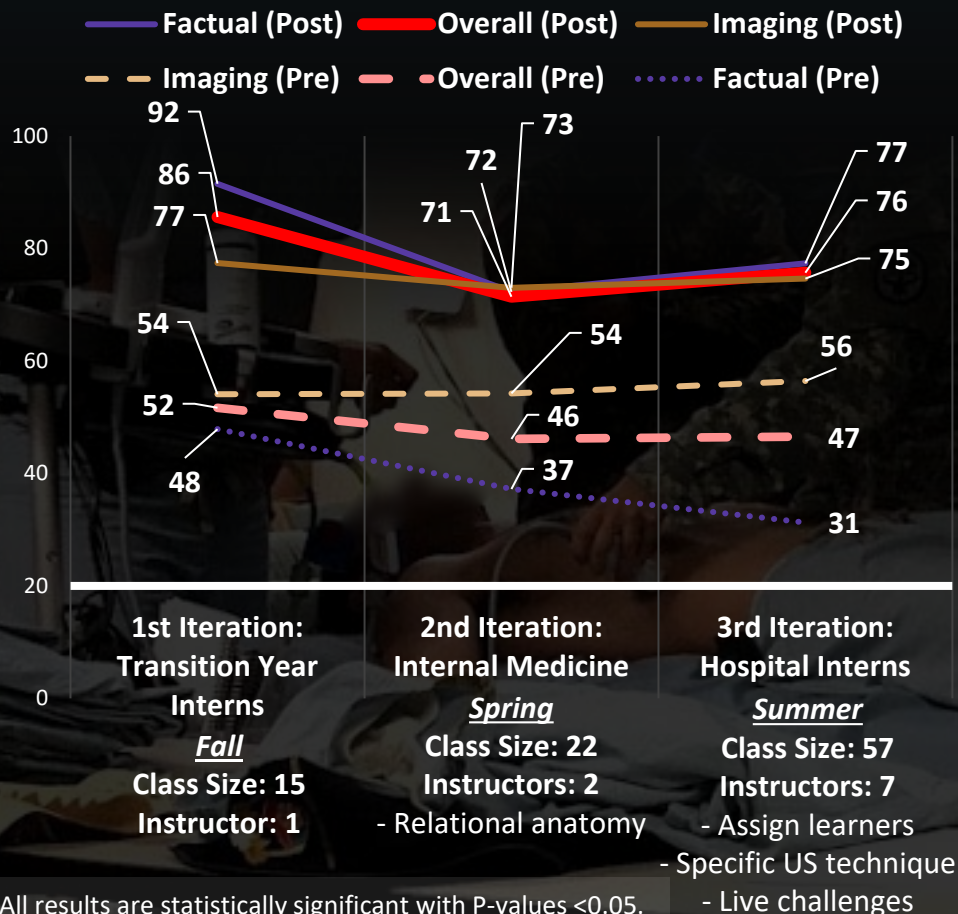 Factual (Post) Overall (Post) Imaging (Post)
Imaging (Pre) Overall (Pre) Factual (Pre)
92
73
100
86
72
77
77
71
76
80
75
54
54
56
60
52
46
47
48
37
40
31
20
0
1st Iteration:
Transition Year
Interns
Fall
Class Size: 15
Instructor: 1
2nd Iteration:
Internal Medicine
Spring
Class Size: 22
Instructors: 2
- Relational anatomy
3rd Iteration:
Hospital Interns
Summer
Class Size: 57
Instructors: 7
- Assign learners
- Specific US technique
- Live challenges
All results are statistically significant with P-values <0.05.